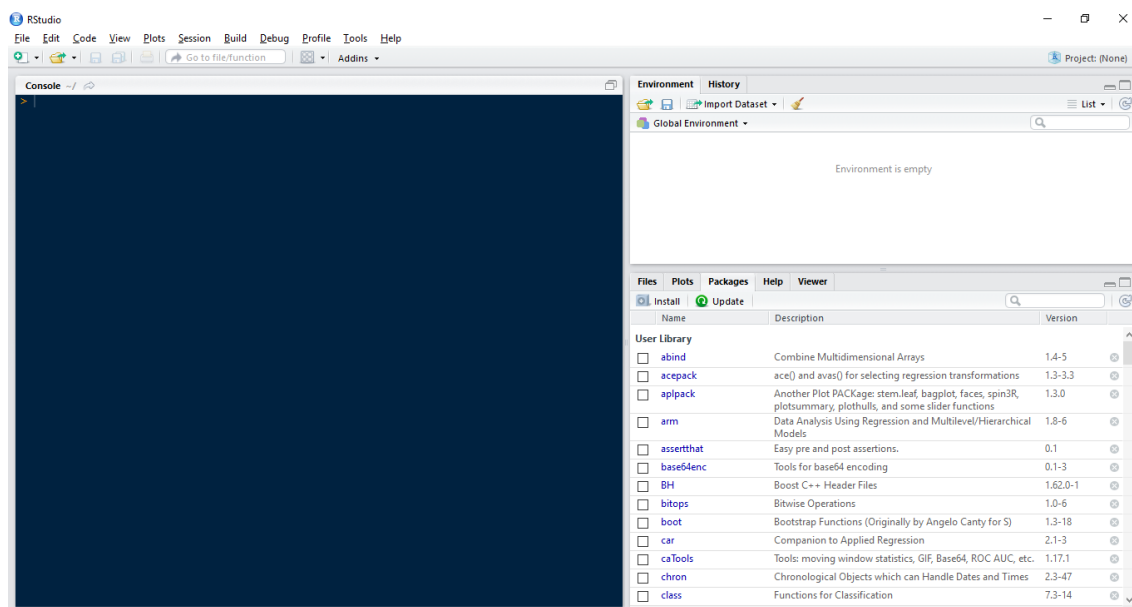 RStudio
File Edit Code View Plots Session Build Debug Profile Tools Help
Go to file/function Addins Project: (None)
Console ~/
>
Environment History
Import Dataset List
Global Environment
Environment is empty
Files Plots Packages Help Viewer
Install Update
Name Description Version
User Library
abind Combine Multidimensional Arrays 1.4-5
acepack ace() and avas() for selecting regression transformations 1.3-3.3
aplpack Another Plot PACKage: stem.leaf, bagplot, faces, spin3R, 1.3.0
plotsummary, plothulls, and some slider functions
arm Data Analysis Using Regression and Multilevel/Hierarchical 1.8-6
Models
assertthat Easy pre and post assertions. 0.1
base64enc Tools for base64 encoding 0.1-3
BH Boost C++ Header Files 1.62.0-1
bitops Bitwise Operations 1.0-6
boot Bootstrap Functions (Originally by Angelo Canty for S) 1.3-18
car Companion to Applied Regression 2.1-3
caTools Tools: moving window statistics, GIF, Base64, ROC AUC, etc. 1.17.1
chron Chronological Objects which can Handle Dates and Times 2.3-47
class Functions for Classification 7.3-14